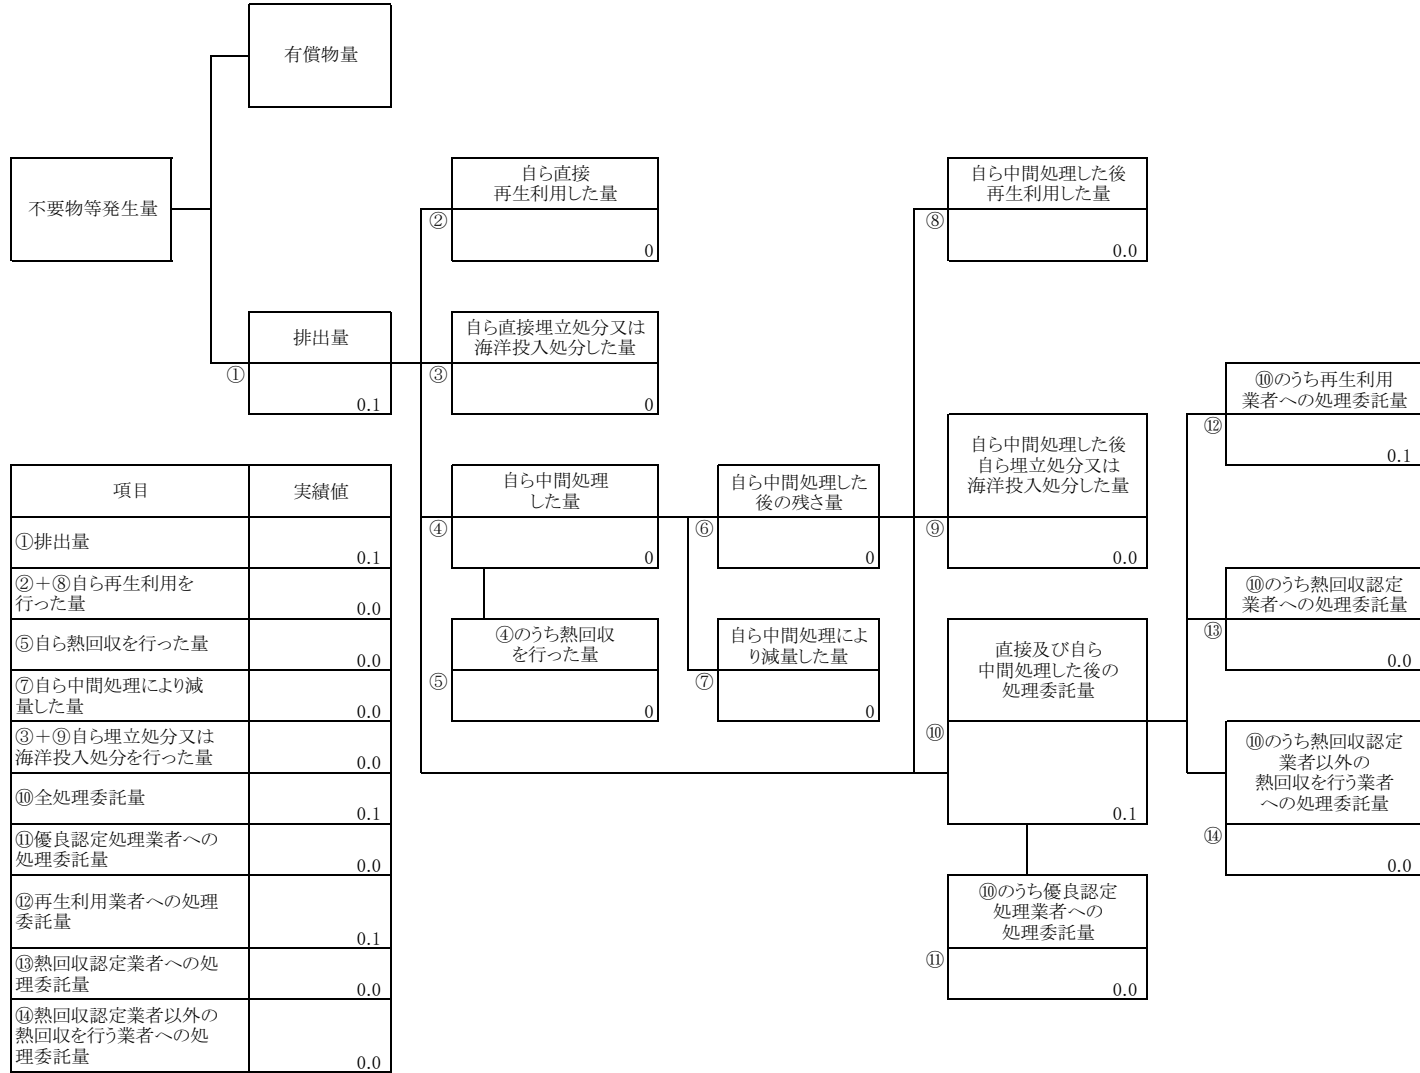 有償物量
不要物等発生量
自ら直接
再生利用した量
②
0
自ら中間処理した後
再生利用した量
⑧
0.0
排出量
①
0.1
自ら直接埋立処分又は
海洋投入処分した量
③
0
⑩のうち再生利用
業者への処理委託量
⑫
0.1
自ら中間処理
した量
④
0
自ら中間処理した
後の残さ量
⑥
0
自ら中間処理した後
自ら埋立処分又は
海洋投入処分した量
⑨
0.0
⑩のうち熱回収認定
業者への処理委託量
⑬
0.0
④のうち熱回収
を行った量
⑤
0
自ら中間処理によ
り減量した量
⑦
0
直接及び自ら
中間処理した後の
処理委託量
⑩
0.1
⑩のうち熱回収認定
業者以外の
熱回収を行う業者
への処理委託量
⑭
0.0
⑩のうち優良認定
処理業者への
処理委託量
⑪
0.0
項目 実績値
①排出量
0.1
②＋⑧自ら再生利用を
行った量
0.0
⑤自ら熱回収を行った量
0.0
⑦自ら中間処理により減
量した量
0.0
③＋⑨自ら埋立処分又は
海洋投入処分を行った量
0.0
⑩全処理委託量
0.1
⑪優良認定処理業者への
処理委託量
0.0
⑫再生利用業者への処理
委託量
0.1
⑬熱回収認定業者への処
理委託量
0.0
⑭熱回収認定業者以外の
熱回収を行う業者への処
理委託量
0.0